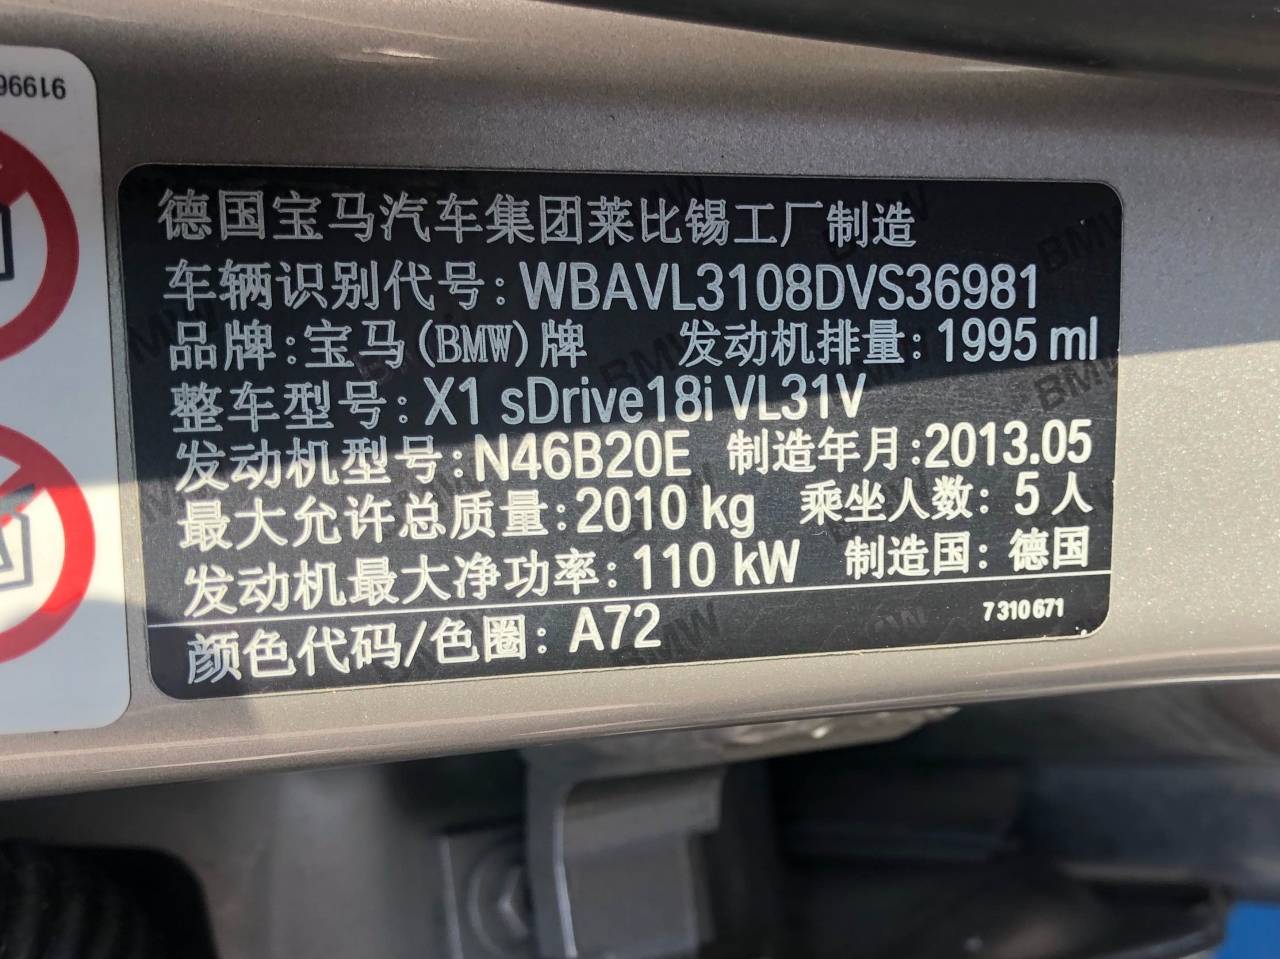 德国宝马汽车集团莱比锡工厂制造
车辆识别代号: WBAVL3108DVS36981
品牌:宝马(BMW)牌 发动机排量: 1995 ml
整车型号: X1 sDrive18i VL31V
发动机型号:N46B20E 制造年月:2013.05
最大允许总质量:2010 kg 乘坐人数: 5人
发动机最大净功率: 110 kW 制造国: 德国
颜色代码/色圈: A72 7 310 671